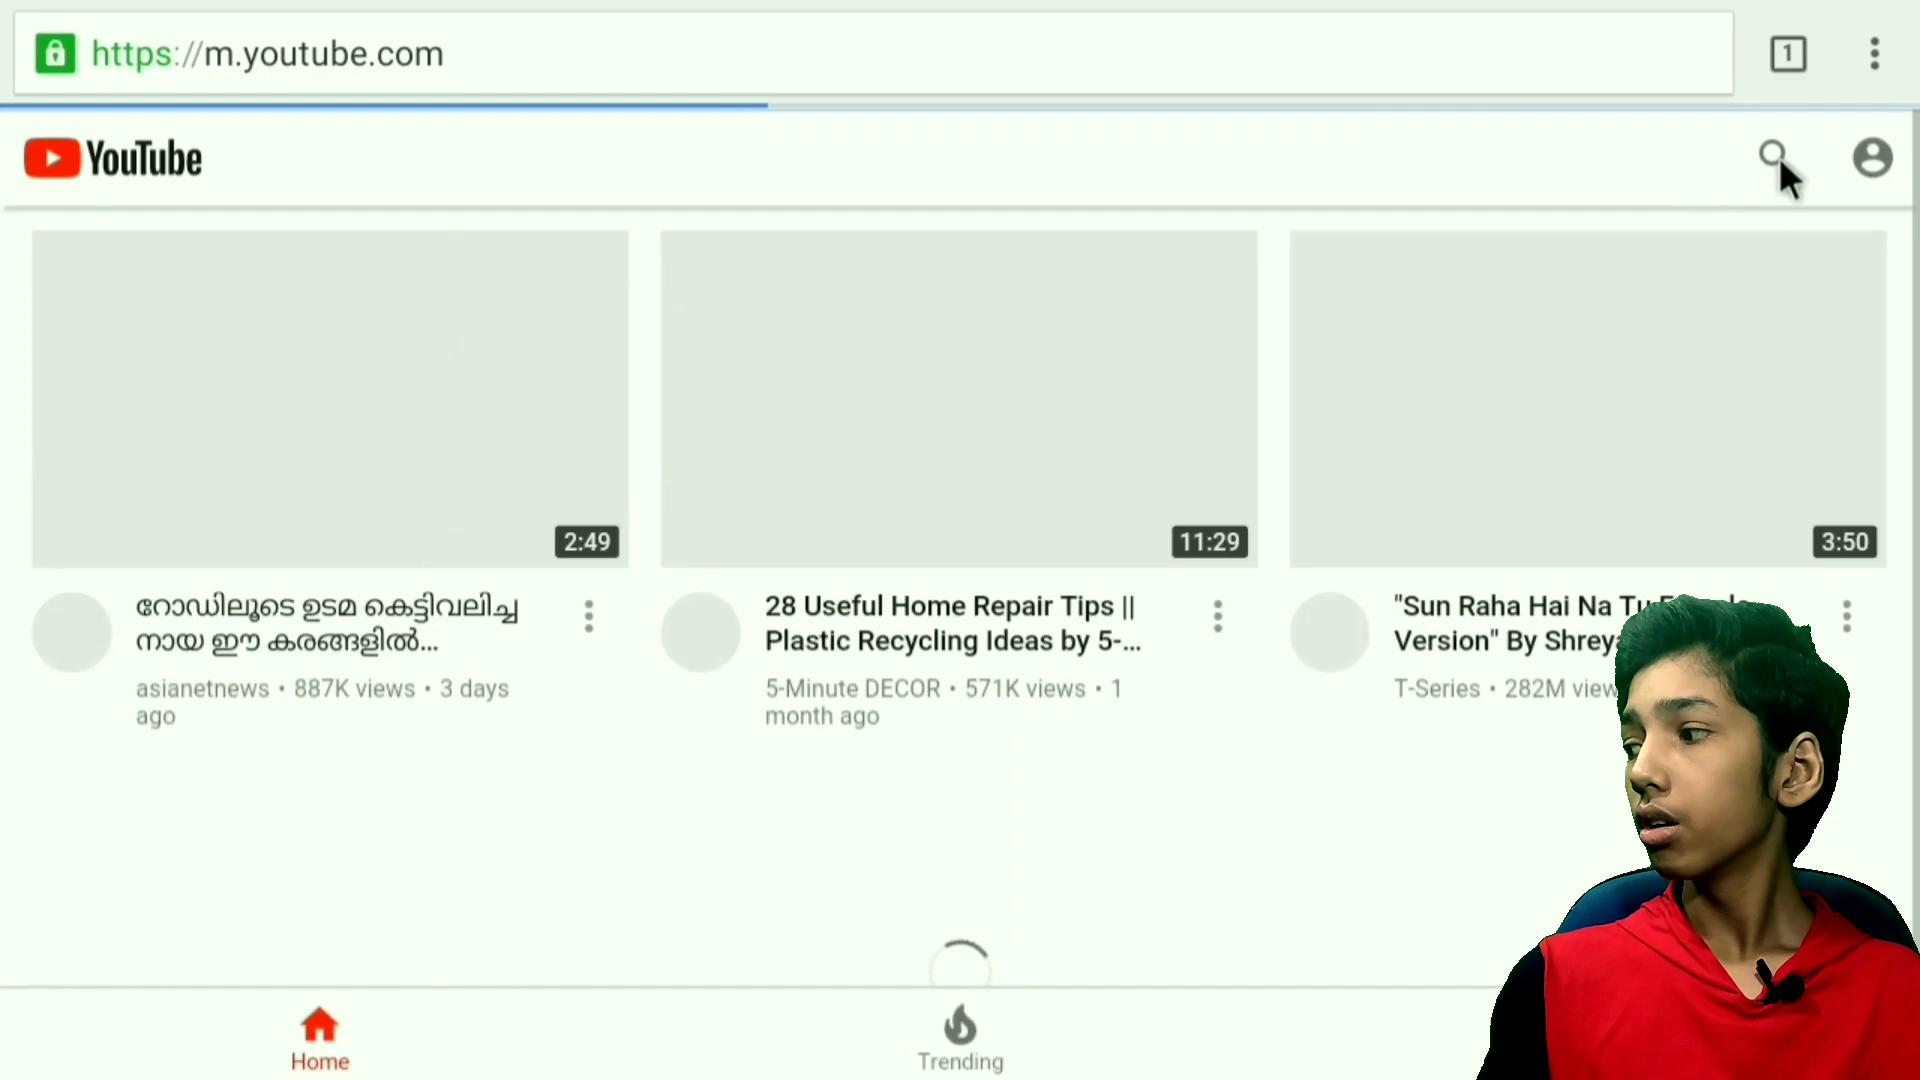 https://m.youtube.com
1
YouTube
2:49
11:29
3:50
റോഡിലൂടെ ഉടമ കെട്ടിവലിച്ച
നായ ഈ കരങ്ങളിൽ...
asianetnews • 887K views • 3 days
ago
28 Useful Home Repair Tips ||
Plastic Recycling Ideas by 5-...
5-Minute DECOR • 571K views • 1
month ago
"Sun Raha Hai Na Tu
Version" By
T-Series • 282M
Home
Trending